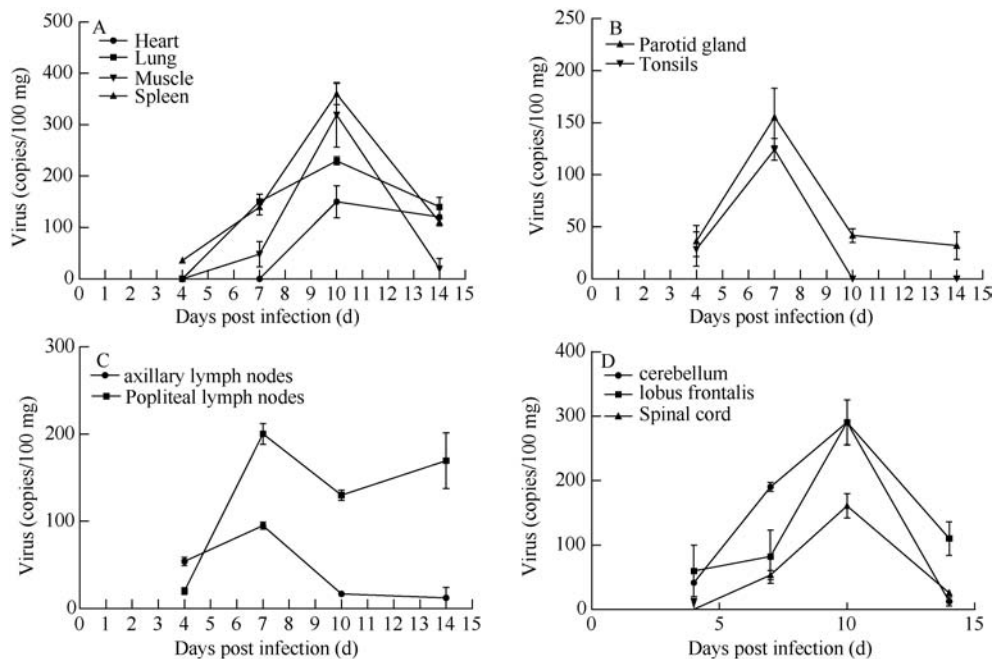 A
Heart
Lung
Muscle
Spleen
Virus (copies/100 mg)
500
400
300
200
100
0
0 1 2 3 4 5 6 7 8 9 10 11 12 13 14 15
Days post infection (d)
B
Parotid gland
Tonsils
Virus (copies/100 mg)
250
200
150
100
50
0
0 1 2 3 4 5 6 7 8 9 10 11 12 13 14 15
Days post infection (d)
C
axillary lymph nodes
Popliteal lymph nodes
Virus (copies/100 mg)
300
200
100
0
0 1 2 3 4 5 6 7 8 9 10 11 12 13 14 15
Days post infection (d)
D
cerebellum
lobus frontalis
Spinal cord
Virus (copies/100 mg)
400
300
200
100
0
0 5 10 15
Days post infection (d)